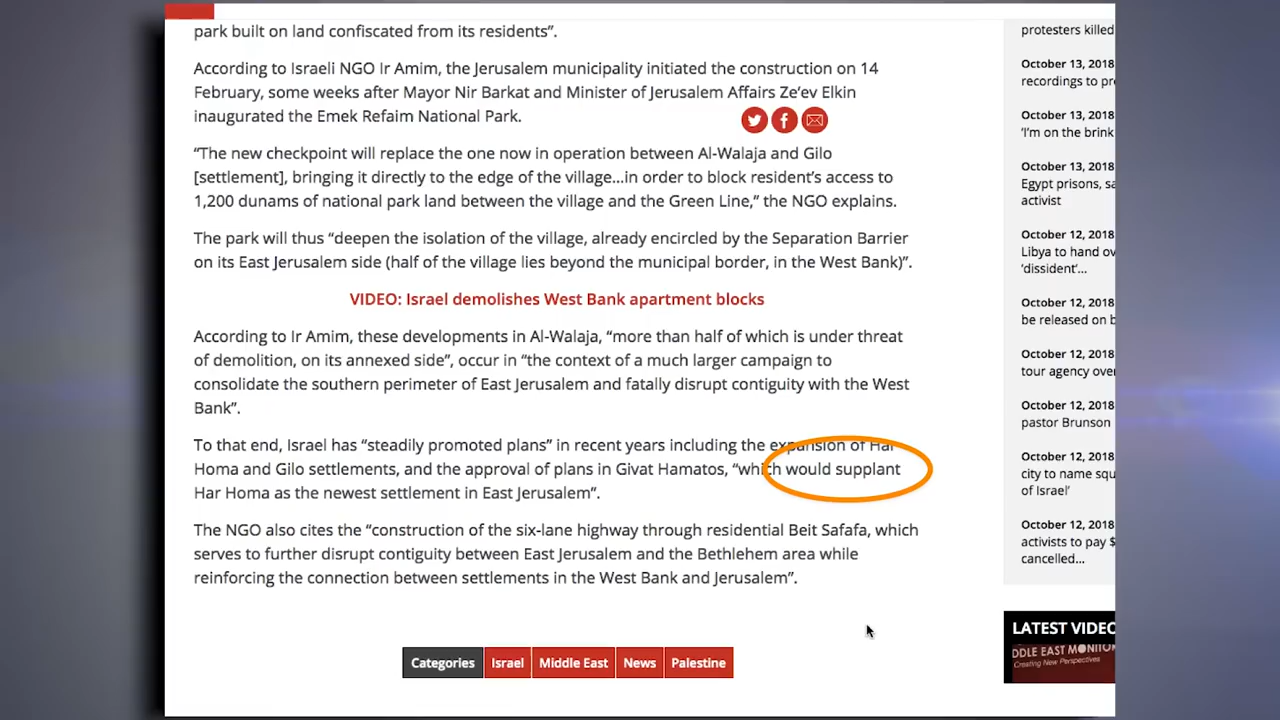 park built on land confiscated from its residents”.
According to Israeli NGO Ir Amim, the Jerusalem municipality initiated the construction on 14
February, some weeks after Mayor Nir Barkat and Minister of Jerusalem Affairs Ze’ev Elkin
inaugurated the Emek Refaim National Park.
“The new checkpoint will replace the one now in operation between Al-Walaja and Gilo
[settlement], bringing it directly to the edge of the village…in order to block resident’s access to
1,200 dunams of national park land between the village and the Green Line,” the NGO explains.
The park will thus “deepen the isolation of the village, already encircled by the Separation Barrier
on its East Jerusalem side (half of the village lies beyond the municipal border, in the West Bank)”.
VIDEO: Israel demolishes West Bank apartment blocks
According to Ir Amim, these developments in Al-Walaja, “more than half of which is under threat
of demolition, on its annexed side”, occur in “the context of a much larger campaign to
consolidate the southern perimeter of East Jerusalem and fatally disrupt contiguity with the West
Bank”.
To that end, Israel has “steadily promoted plans” in recent years including the expansion of Har
Homa and Gilo settlements, and the approval of plans in Givat Hamatos, “which would supplant
Har Homa as the newest settlement in East Jerusalem”.
The NGO also cites the “construction of the six-lane highway through residential Beit Safafa, which
serves to further disrupt contiguity between East Jerusalem and the Bethlehem area while
reinforcing the connection between settlements in the West Bank and Jerusalem”.
Categories Israel Middle East News Palestine
protesters killed
October 13, 2018
recordings to
October 13, 2018
‘I’m on the brink
October 13, 2018
Egypt prisons,
activist
October 12, 2018
Libya to hand
‘dissident’…
October 12, 2018
be released on
October 12, 2018
tour agency
October 12, 2018
pastor Brunson
October 12, 2018
city to name
of Israel’
October 12, 2018
activists to pay $
cancelled…
LATEST
MIDDLE EAST MONITOR
Creating New Perspectives